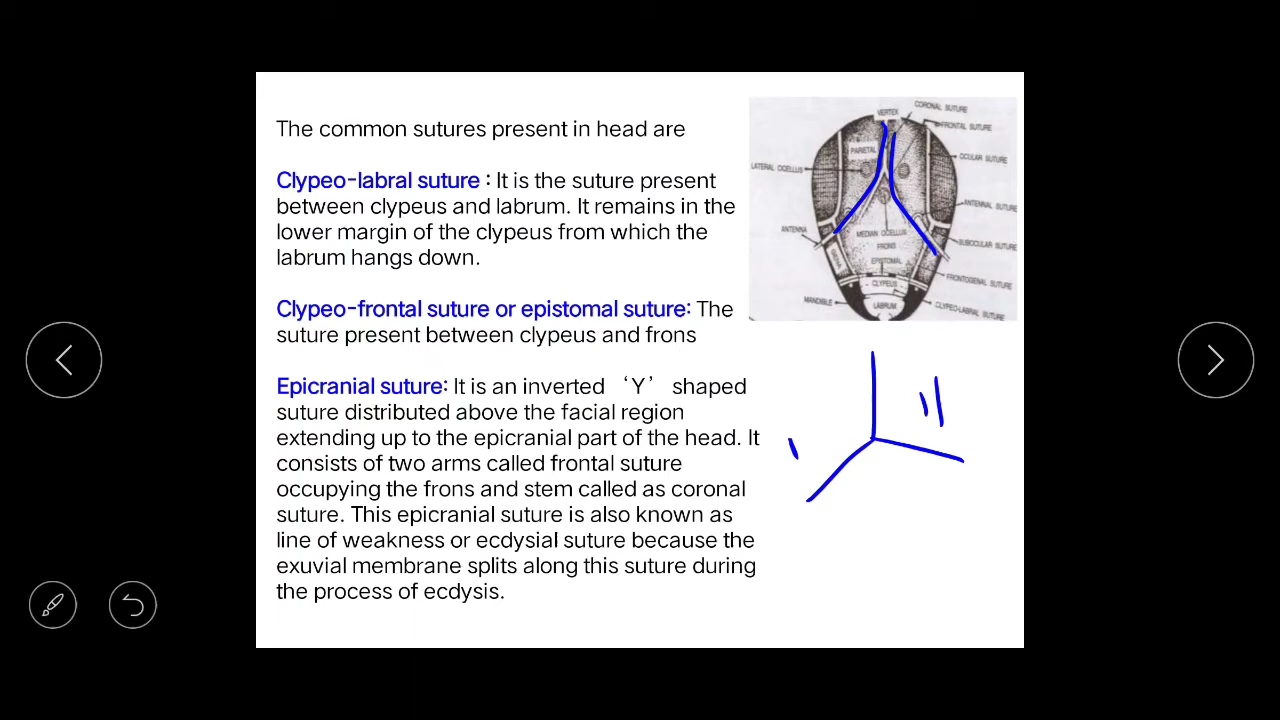 The common sutures present in head are
Clypeo-labral suture : It is the suture present
between clypeus and labrum. It remains in the
lower margin of the clypeus from which the
labrum hangs down.
Clypeo-frontal suture or epistomal suture: The
suture present between clypeus and frons
Epicranial suture: It is an inverted ‘Y’ shaped
suture distributed above the facial region
extending up to the epicranial part of the head. It
consists of two arms called frontal suture
occupying the frons and stem called as coronal
suture. This epicranial suture is also known as
line of weakness or ecdysial suture because the
exuvial membrane splits along this suture during
the process of ecdysis.
VERTEX
CORONAL SUTURE
FRONTAL SUTURE
PARIETAL
OCULAR SUTURE
LATERAL OCELLUS
ANTENNAL SUTURE
ANTENNA
MEDIAN OCELLUS
SUBOCULAR SUTURE
FRONS
EPISTOMAL
FRONTOGENAL SUTURE
CLYPEUS
MANDIBLE
LABRUM
CLYPEO-LABRAL SUTURE